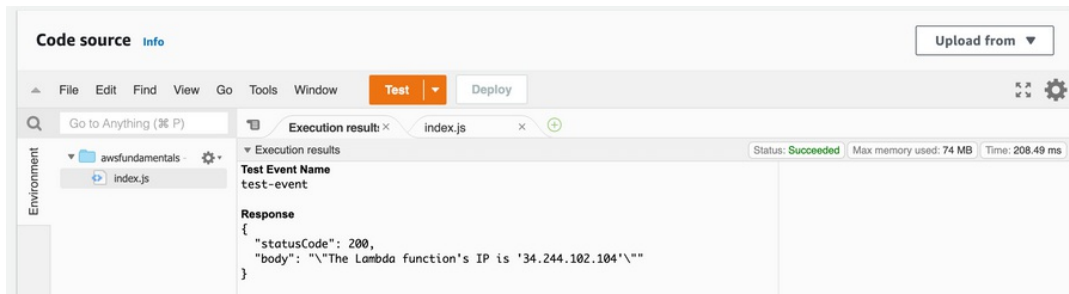 Code source Info
Upload from ▼
File Edit Find View Go Tools Window Test Deploy
Go to Anything (⌘ P)
Execution result: × index.js ×
Environment
awsfundamentals -
index.js
▼ Execution results
Status: Succeeded Max memory used: 74 MB Time: 208.49 ms
Test Event Name
test-event
Response
{
  "statusCode": 200,
  "body": "\"The Lambda function's IP is '34.244.102.104'\""
}